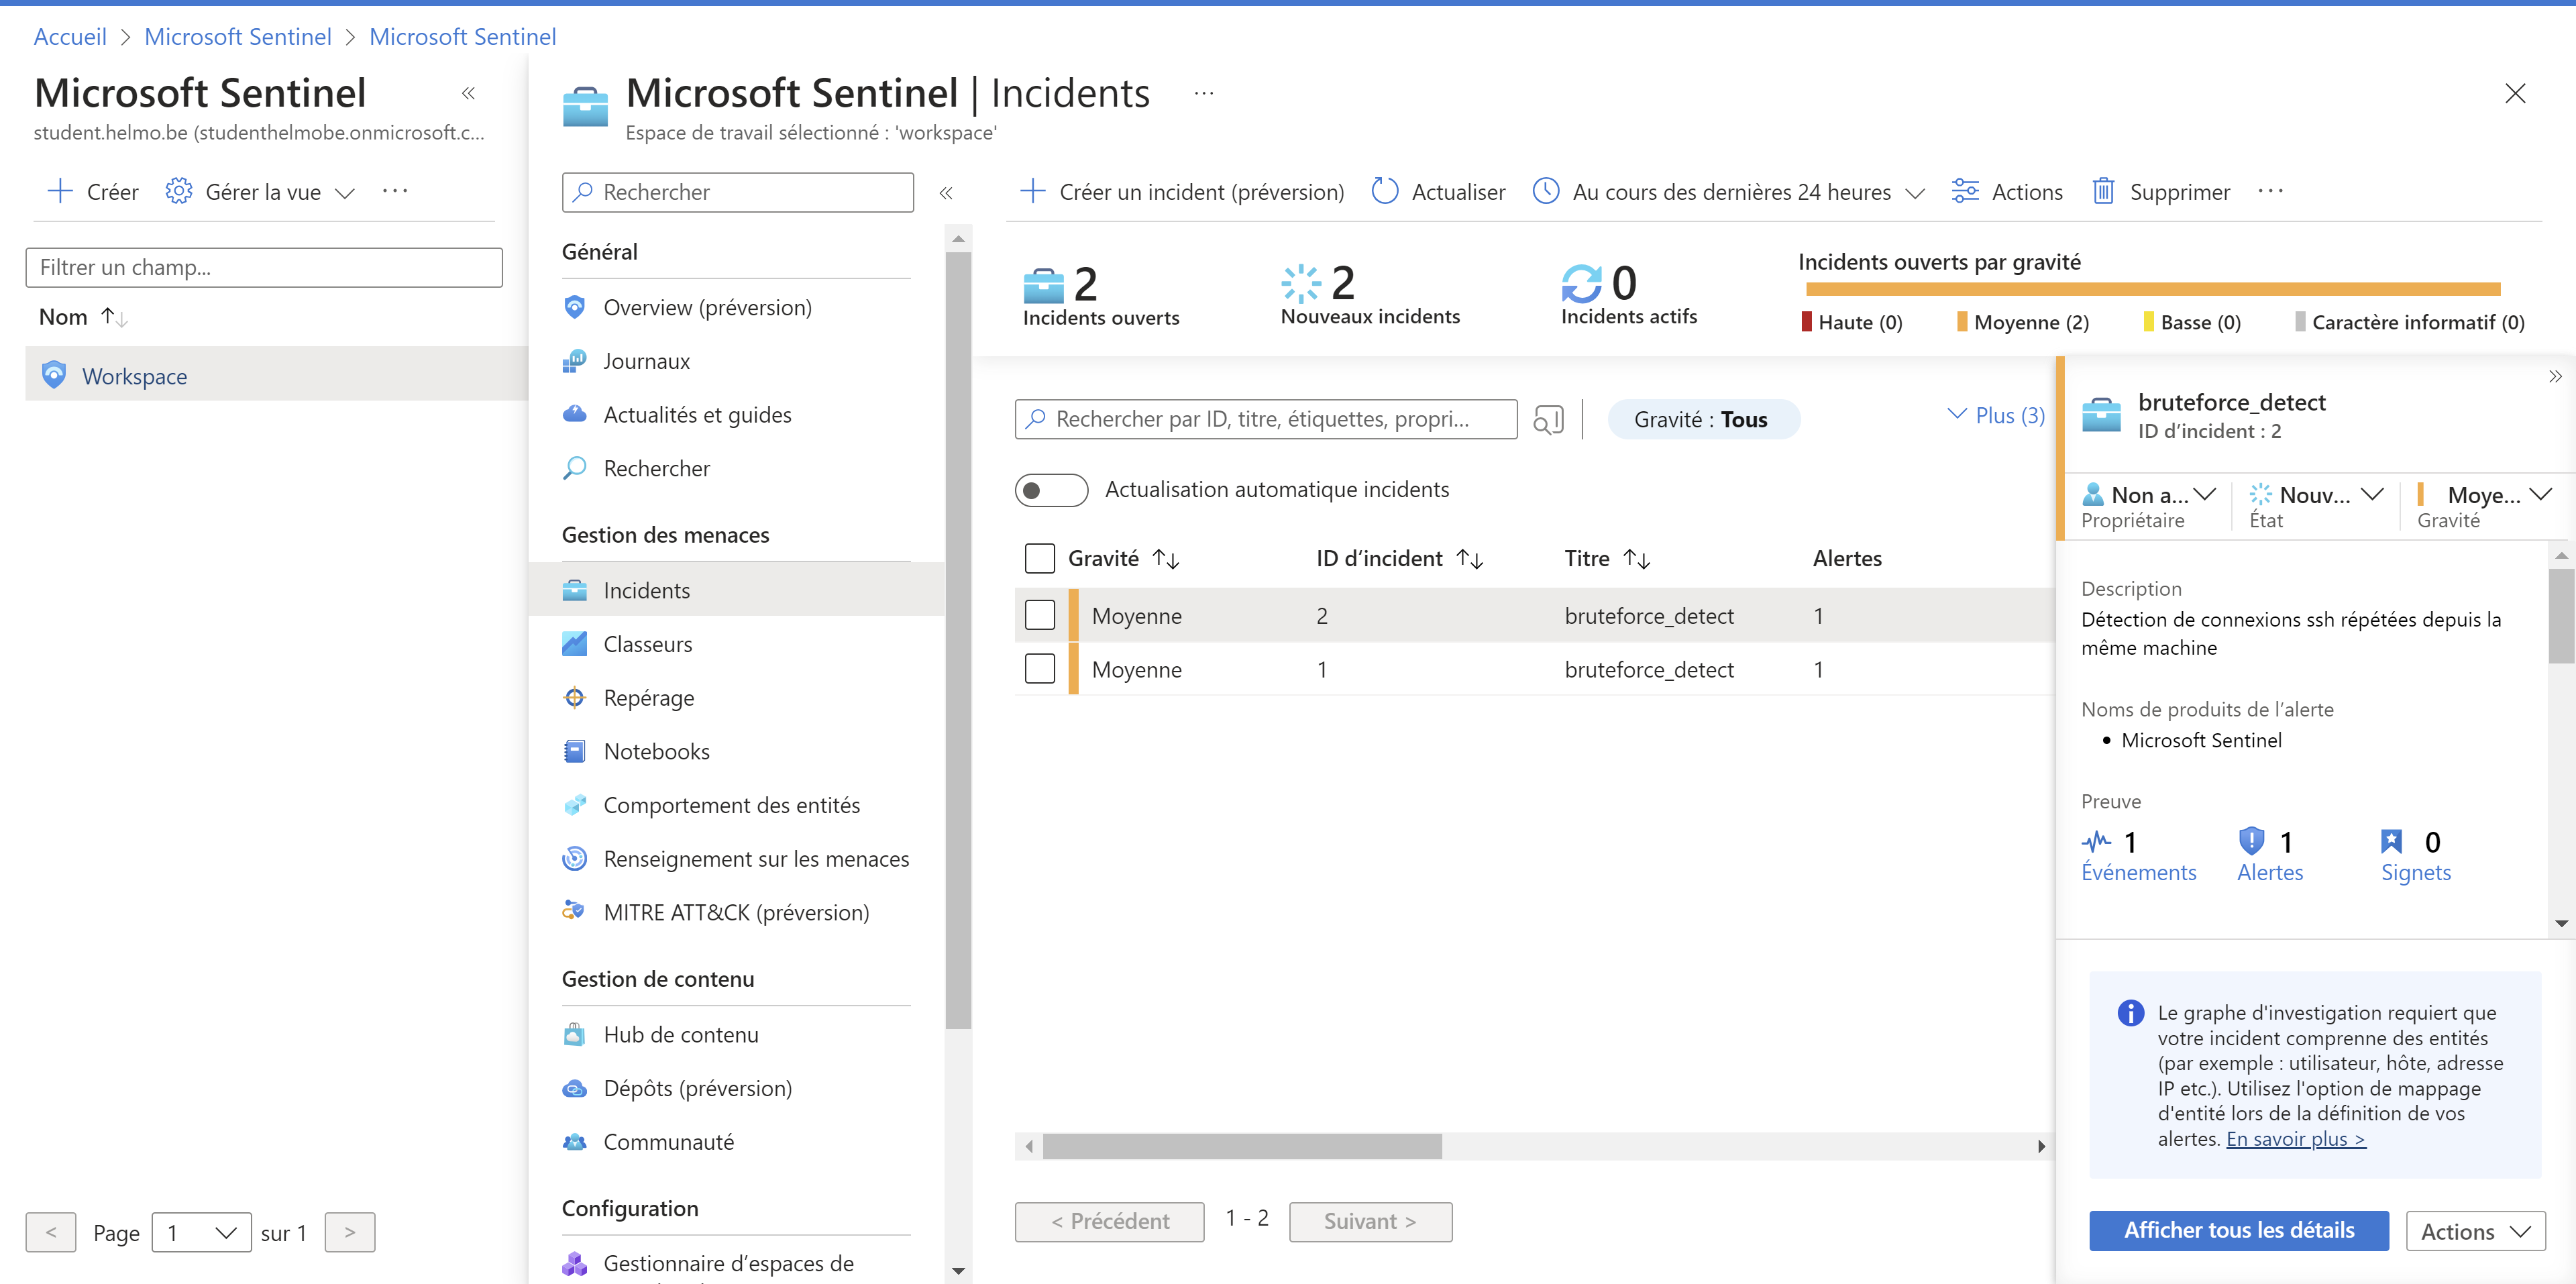 Accueil > Microsoft Sentinel > Microsoft Sentinel
Microsoft Sentinel «
student.helmo.be (studenthelmobe.onmicrosoft.c...
+ Créer Gérer la vue ...
Filtrer un champ...
Nom ↑↓
Workspace
< Page 1 sur 1 >
Microsoft Sentinel | Incidents ...
Espace de travail sélectionné : 'workspace'
Rechercher «
Général
Overview (préversion)
Journaux
Actualités et guides
Rechercher
Gestion des menaces
Incidents
Classeurs
Repérage
Notebooks
Comportement des entités
Renseignement sur les menaces
MITRE ATT&CK (préversion)
Gestion de contenu
Hub de contenu
Dépôts (préversion)
Communauté
Configuration
Gestionnaire d’espaces de
+ Créer un incident (préversion) Actualiser Au cours des dernières 24 heures Actions Supprimer ...
2
Incidents ouverts
2
Nouveaux incidents
0
Incidents actifs
Incidents ouverts par gravité
Haute (0) Moyenne (2) Basse (0) Caractère informatif (0)
Rechercher par ID, titre, étiquettes, propri... Gravité : Tous Plus (3)
Actualisation automatique incidents
Gravité ↑↓ ID d’incident ↑↓ Titre ↑↓ Alertes
Moyenne 2 bruteforce_detect 1
Moyenne 1 bruteforce_detect 1
< Précédent 1 - 2 Suivant >
»
bruteforce_detect
ID d’incident : 2
Non a... Nouv... Moye...
Propriétaire État Gravité
Description
Détection de connexions ssh répétées depuis la
même machine
Noms de produits de l’alerte
• Microsoft Sentinel
Preuve
1 1 0
Événements Alertes Signets
Le graphe d'investigation requiert que
votre incident comprenne des entités
(par exemple : utilisateur, hôte, adresse
IP etc.). Utilisez l'option de mappage
d'entité lors de la définition de vos
alertes. En savoir plus >
Afficher tous les détails Actions